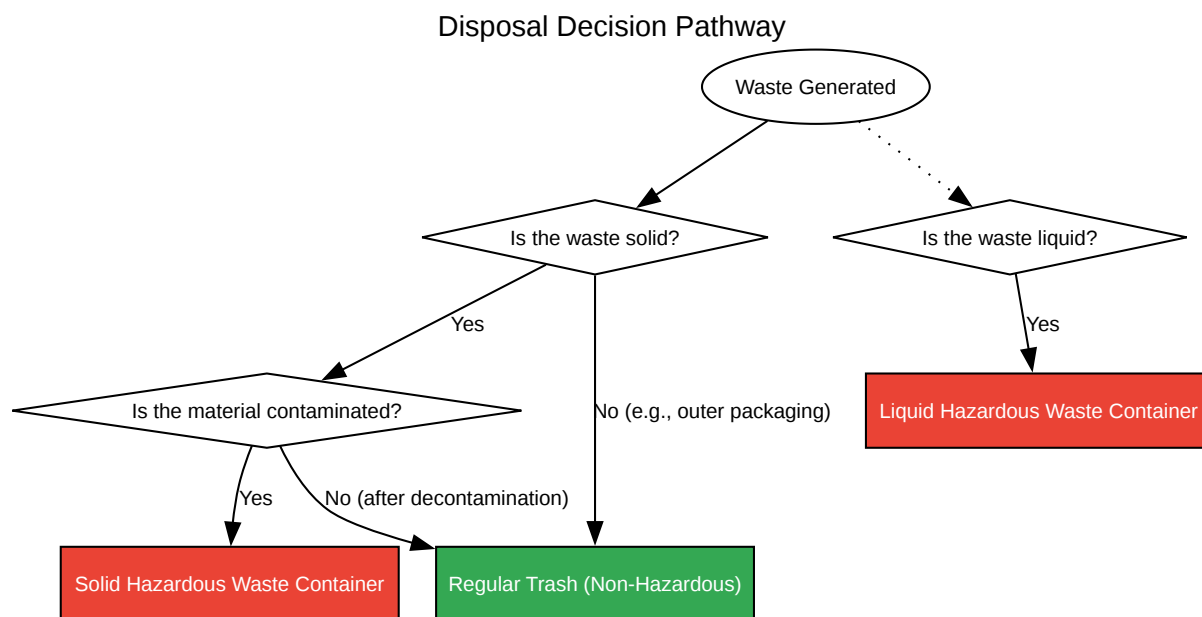 Disposal Decision Pathway
Waste Generated
Is the waste solid?
Is the waste liquid?
Yes
Yes
Is the material contaminated?
No (e.g., outer packaging)
Liquid Hazardous Waste Container
Yes
No (after decontamination)
Solid Hazardous Waste Container
Regular Trash (Non-Hazardous)